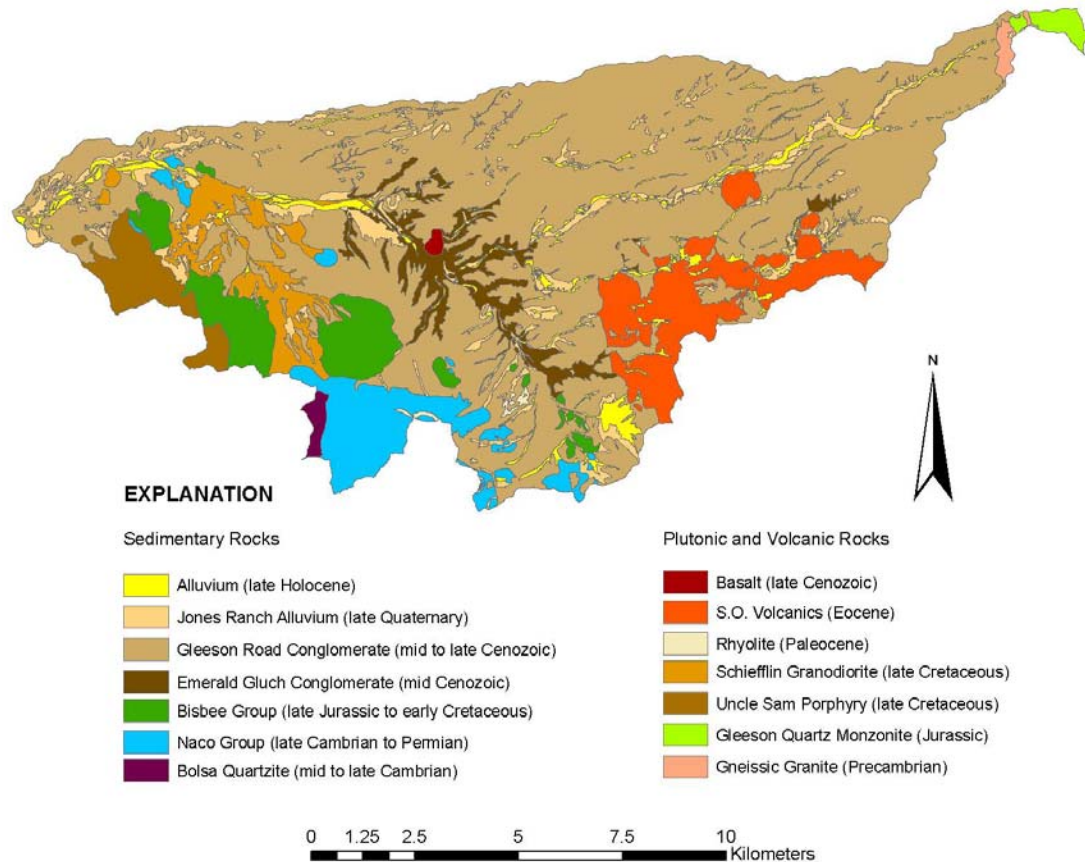 N
EXPLANATION
Sedimentary Rocks
Alluvium (late Holocene)
Jones Ranch Alluvium (late Quaternary)
Gleeson Road Conglomerate (mid to late Cenozoic)
Emerald Gluch Conglomerate (mid Cenozoic)
Bisbee Group (late Jurassic to early Cretaceous)
Naco Group (late Cambrian to Permian)
Bolsa Quartzite (mid to late Cambrian)
Plutonic and Volcanic Rocks
Basalt (late Cenozoic)
S.O. Volcanics (Eocene)
Rhyolite (Paleocene)
Schiefflin Granodiorite (late Cretaceous)
Uncle Sam Porphyry (late Cretaceous)
Gleeson Quartz Monzonite (Jurassic)
Gneissic Granite (Precambrian)
0 1.25 2.5 5 7.5 10
Kilometers